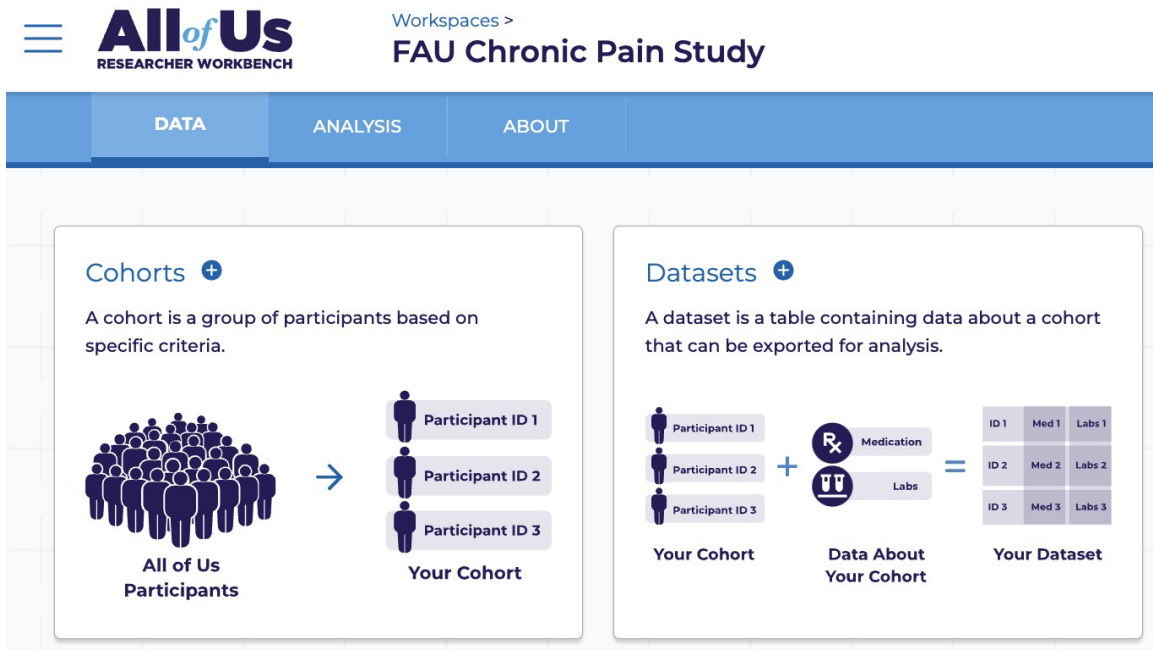 All of Us
RESEARCHER WORKBENCH
Workspaces >
FAU Chronic Pain Study
DATA
ANALYSIS
ABOUT
Cohorts
A cohort is a group of participants based on
specific criteria.
Participant ID 1
Participant ID 2
Participant ID 3
All of Us
Participants
Your Cohort
Datasets
A dataset is a table containing data about a cohort
that can be exported for analysis.
Participant ID 1
Participant ID 2
Participant ID 3
Your Cohort
+
Rx
Medication
Labs
Data About
Your Cohort
=
ID 1 Med 1 Labs 1
ID 2 Med 2 Labs 2
ID 3 Med 3 Labs 3
Your Dataset